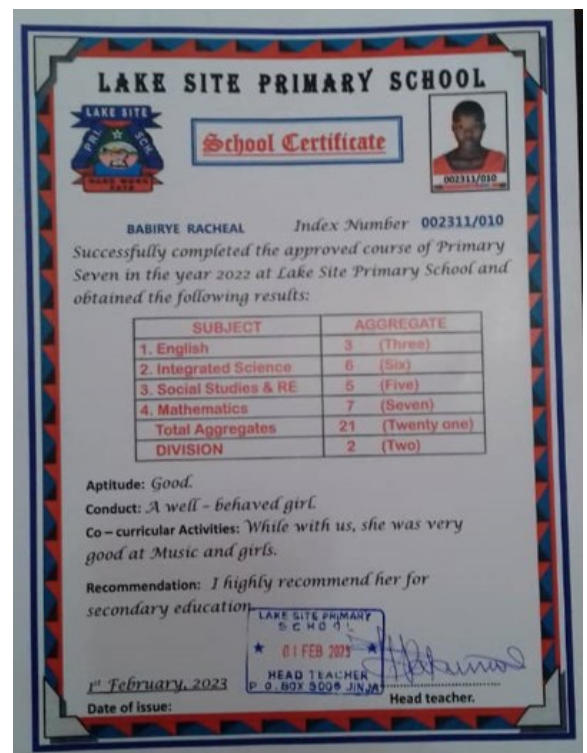 LAKE SITE PRIMARY SCHOOL
LAKE SITE
PRI SCH
HARD WORK
PAYS
School Certificate
002311/010
BABIRYE RACHEAL Index Number 002311/010
Successfully completed the approved course of Primary
Seven in the year 2022 at Lake Site Primary School and
obtained the following results:
SUBJECT AGGREGATE
1. English 3 (Three)
2. Integrated Science 6 (Six)
3. Social Studies & RE 5 (Five)
4. Mathematics 7 (Seven)
Total Aggregates 21 (Twenty one)
DIVISION 2 (Two)
Aptitude: Good.
Conduct: A well - behaved girl.
Co – curricular Activities: While with us, she was very
good at Music and girls.
Recommendation: I highly recommend her for
secondary education
LAKE SITE PRIMARY
SCHOOL
01 FEB 2023
HEAD TEACHER
P.O.BOX 5006 JINJA
1st February, 2023
Date of issue:
Head teacher.